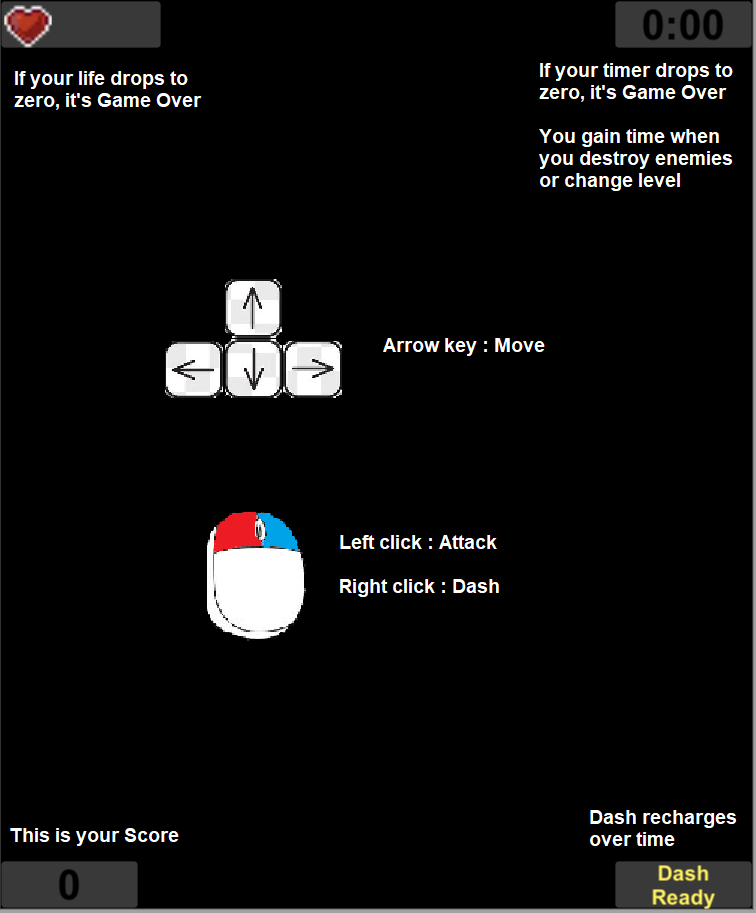 0:00
If your life drops to
zero, it's Game Over
If your timer drops to
zero, it's Game Over
You gain time when
you destroy enemies
or change level
Arrow key : Move
Left click : Attack
Right click : Dash
This is your Score
0
Dash recharges
over time
Dash
Ready